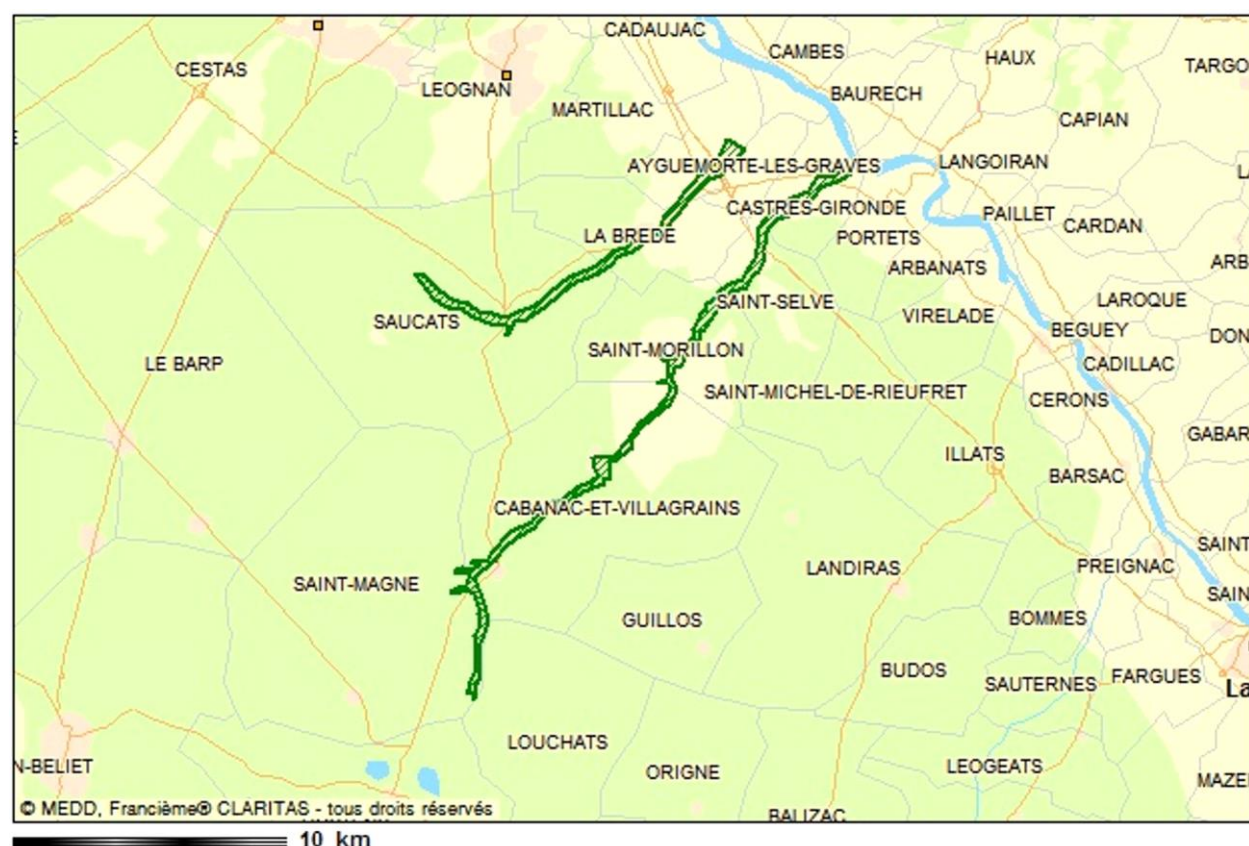 CADAUJAC
CAMBES
HAUX
TARGO
CESTAS
LEOGNAN
BAURECH
MARTILLAC
CAPIAN
AYGUEMORTE-LES-GRAVES
LANGOIRAN
CASTRES-GIRONDE
PAILLET
CARDAN
LA BREDE
PORTETS
ARBANATS
ARB
SAINT-SELVE
LAROQUE
SAUCATS
VIRELADE
BEGUEY
DON
SAINT-MORILLON
LE BARP
CADILLAC
SAINT-MICHEL-DE-RIEUFRET
CERONS
GABAR
ILLATS
BARSAC
CABANAC-ET-VILLAGRAINS
SAINT
LANDIRAS
PREIGNAC
SAINT-MAGNE
SAIN
GUILLOS
BOMMES
BUDOS
SAUTERNES
FARGUES
La
LOUCHATS
N-BELIET
ORIGNE
LEOGEATS
MAZE
© MEDD, Francième® CLARITAS - tous droits réservés
BALIZAC
10 km